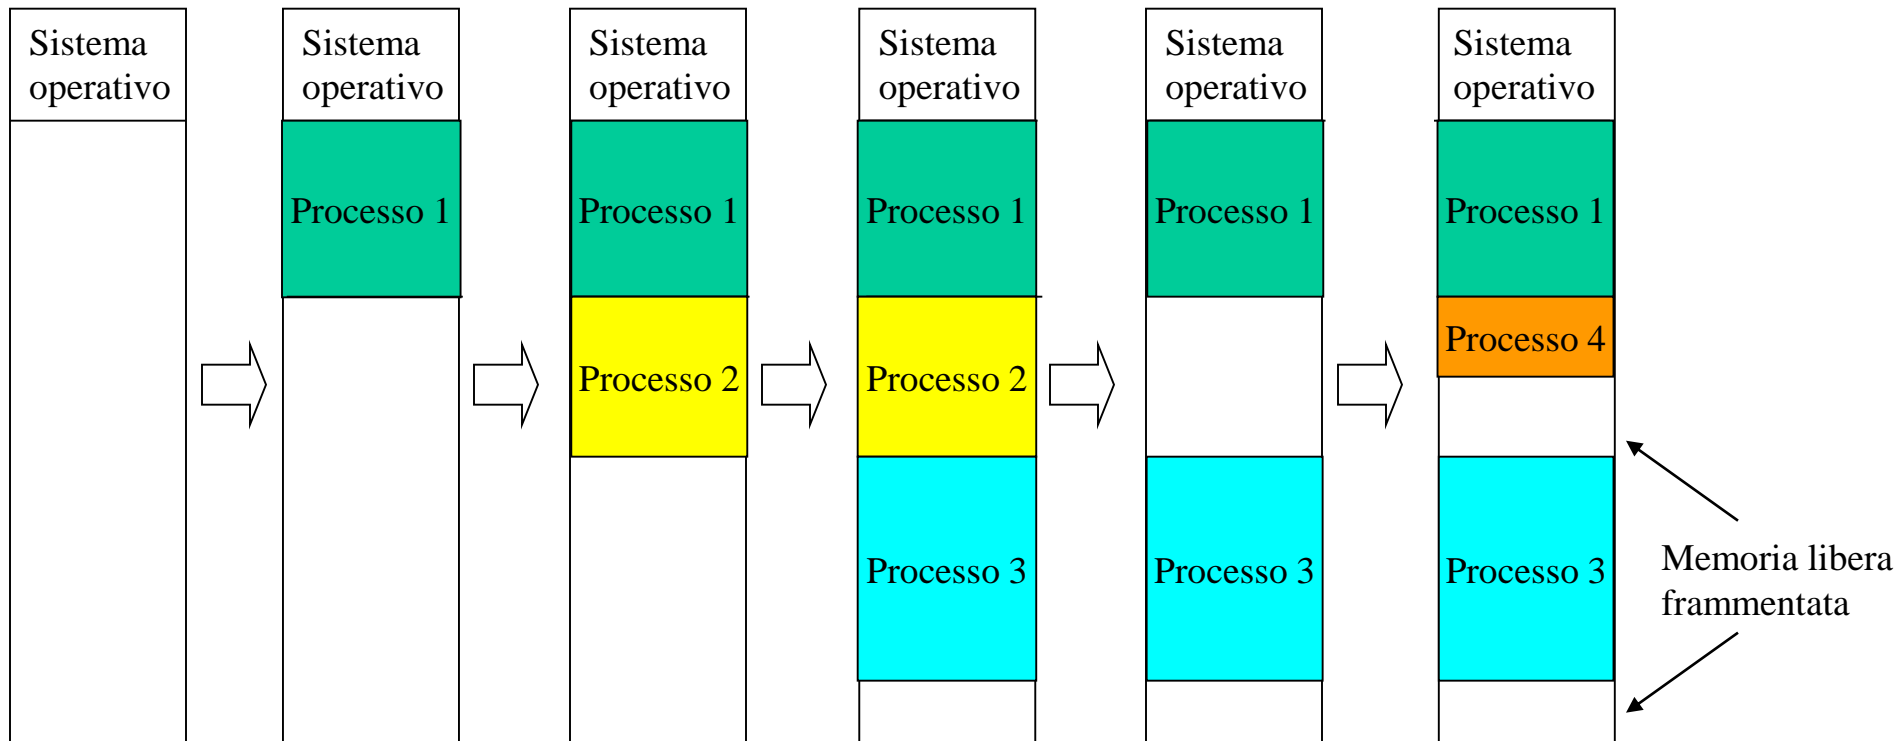 Sistema
operativo
Sistema
operativo
Processo 1
Sistema
operativo
Processo 1
Processo 2
Sistema
operativo
Processo 1
Processo 2
Processo 3
Sistema
operativo
Processo 1
Processo 3
Sistema
operativo
Processo 1
Processo 4
Processo 3
Memoria libera
frammentata